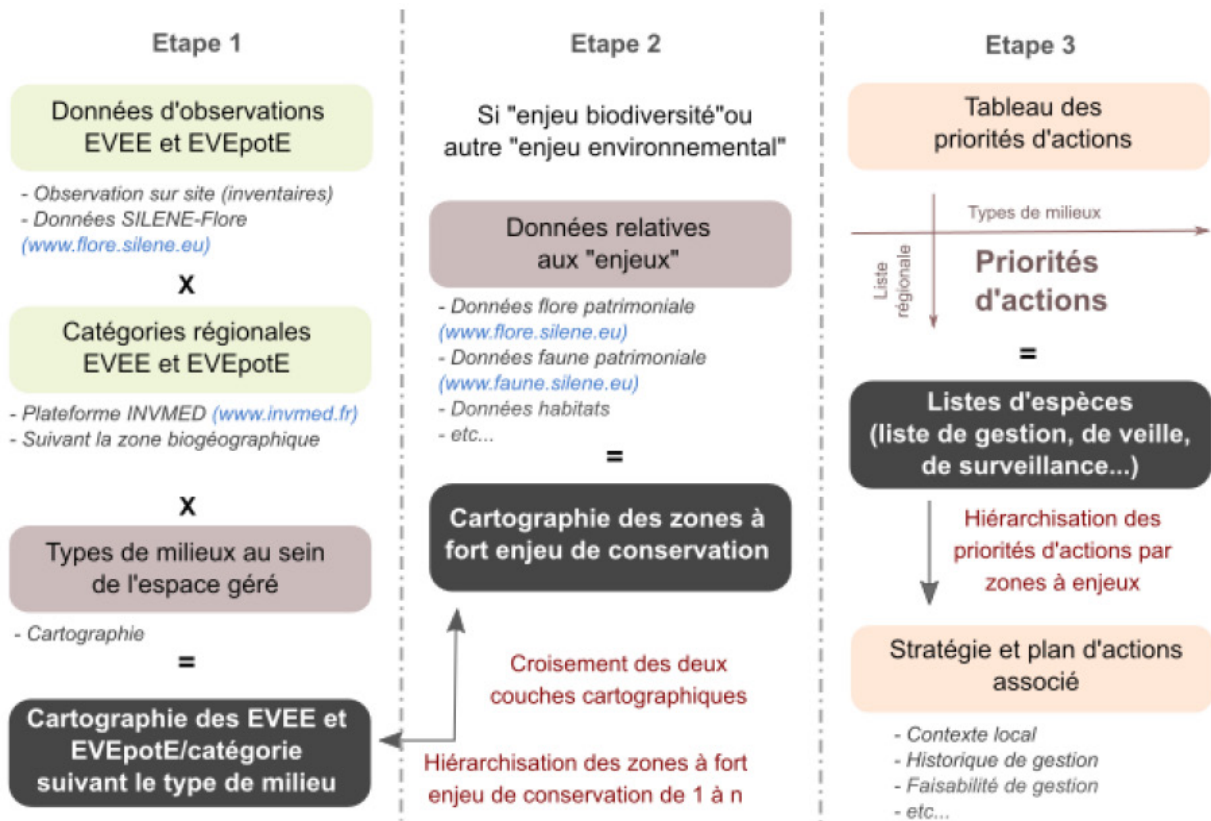 Etape 1
Données d'observations
EVEE et EVEpotE
- Observation sur site (inventaires)
- Données SILENE-Flore
(www.flore.silene.eu)
X
Catégories régionales
EVEE et EVEpotE
- Plateforme INVMED (www.invmed.fr)
- Suivant la zone biogéographique
X
Types de milieux au sein
de l'espace géré
- Cartographie
=
Cartographie des EVEE et
EVEpotE/catégorie
suivant le type de milieu
Etape 2
Si "enjeu biodiversité"ou
autre "enjeu environnemental"
Données relatives
aux "enjeux"
- Données flore patrimoniale
(www.flore.silene.eu)
- Données faune patrimoniale
(www.faune.silene.eu)
- Données habitats
- etc...
=
Cartographie des zones à
fort enjeu de conservation
Croisement des deux
couches cartographiques
Hiérarchisation des zones à fort
enjeu de conservation de 1 à n
Etape 3
Tableau des
priorités d'actions
Types de milieux
Liste
régionale
Priorités
d'actions
=
Listes d'espèces
(liste de gestion, de veille,
de surveillance...)
Hiérarchisation des
priorités d'actions par
zones à enjeux
Stratégie et plan d'actions
associé
- Contexte local
- Historique de gestion
- Faisabilité de gestion
- etc...